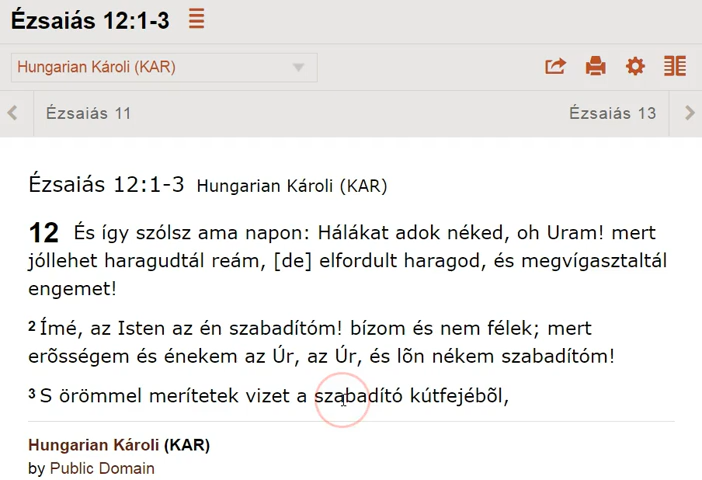 Ézsaiás 12:1-3
Hungarian Károli (KAR)
Ézsaiás 11
Ézsaiás 13
Ézsaiás 12:1-3 Hungarian Károli (KAR)
12 És így szólsz ama napon: Hálákat adok néked, oh Uram! mert
jóllehet haragudtál reám, [de] elfordult haragod, és megvígasztaltál
engemet!
2 Ímé, az Isten az én szabadítóm! bízom és nem félek; mert
erõsségem és énekem az Úr, az Úr, és lõn nékem szabadítóm!
3 S örömmel merítetek vizet a szabadító kútfejébõl,
Hungarian Károli (KAR)
by Public Domain